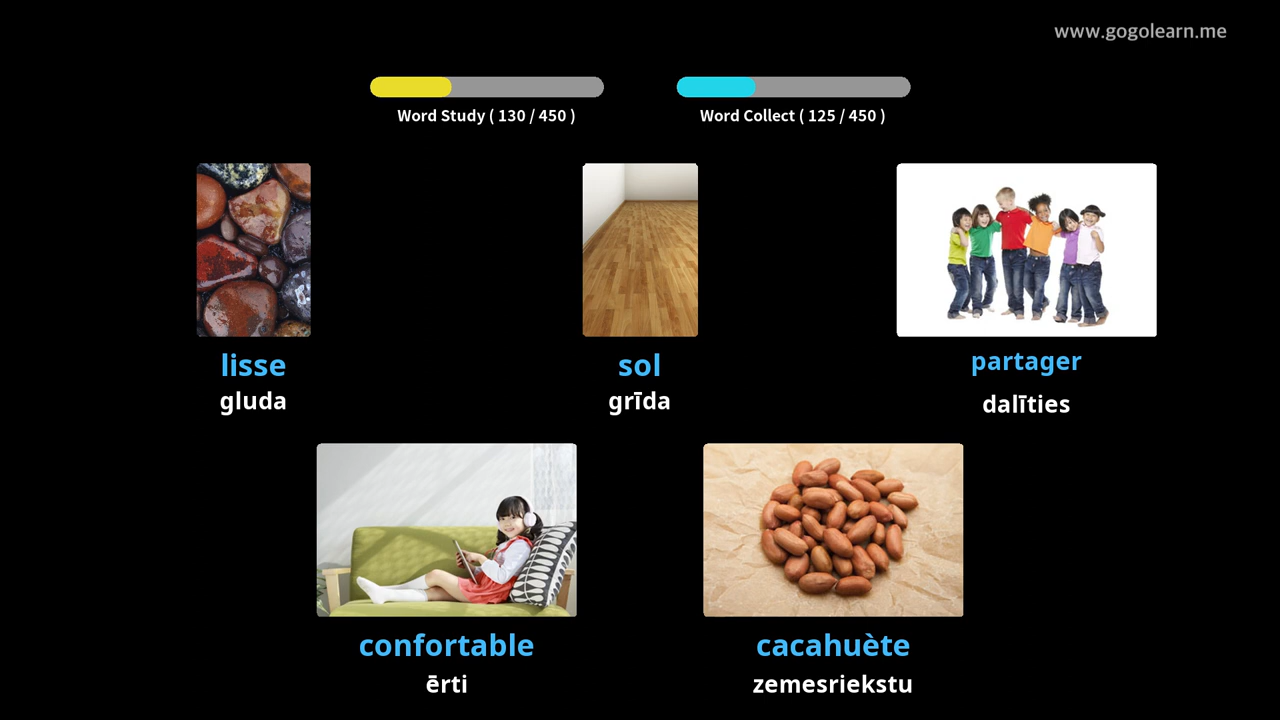 www.gogolearn.me
Word Study ( 130 / 450 )
Word Collect ( 125 / 450 )
lisse
gluda
sol
grīda
partager
dalīties
confortable
ērti
cacahuète
zemesriekstu